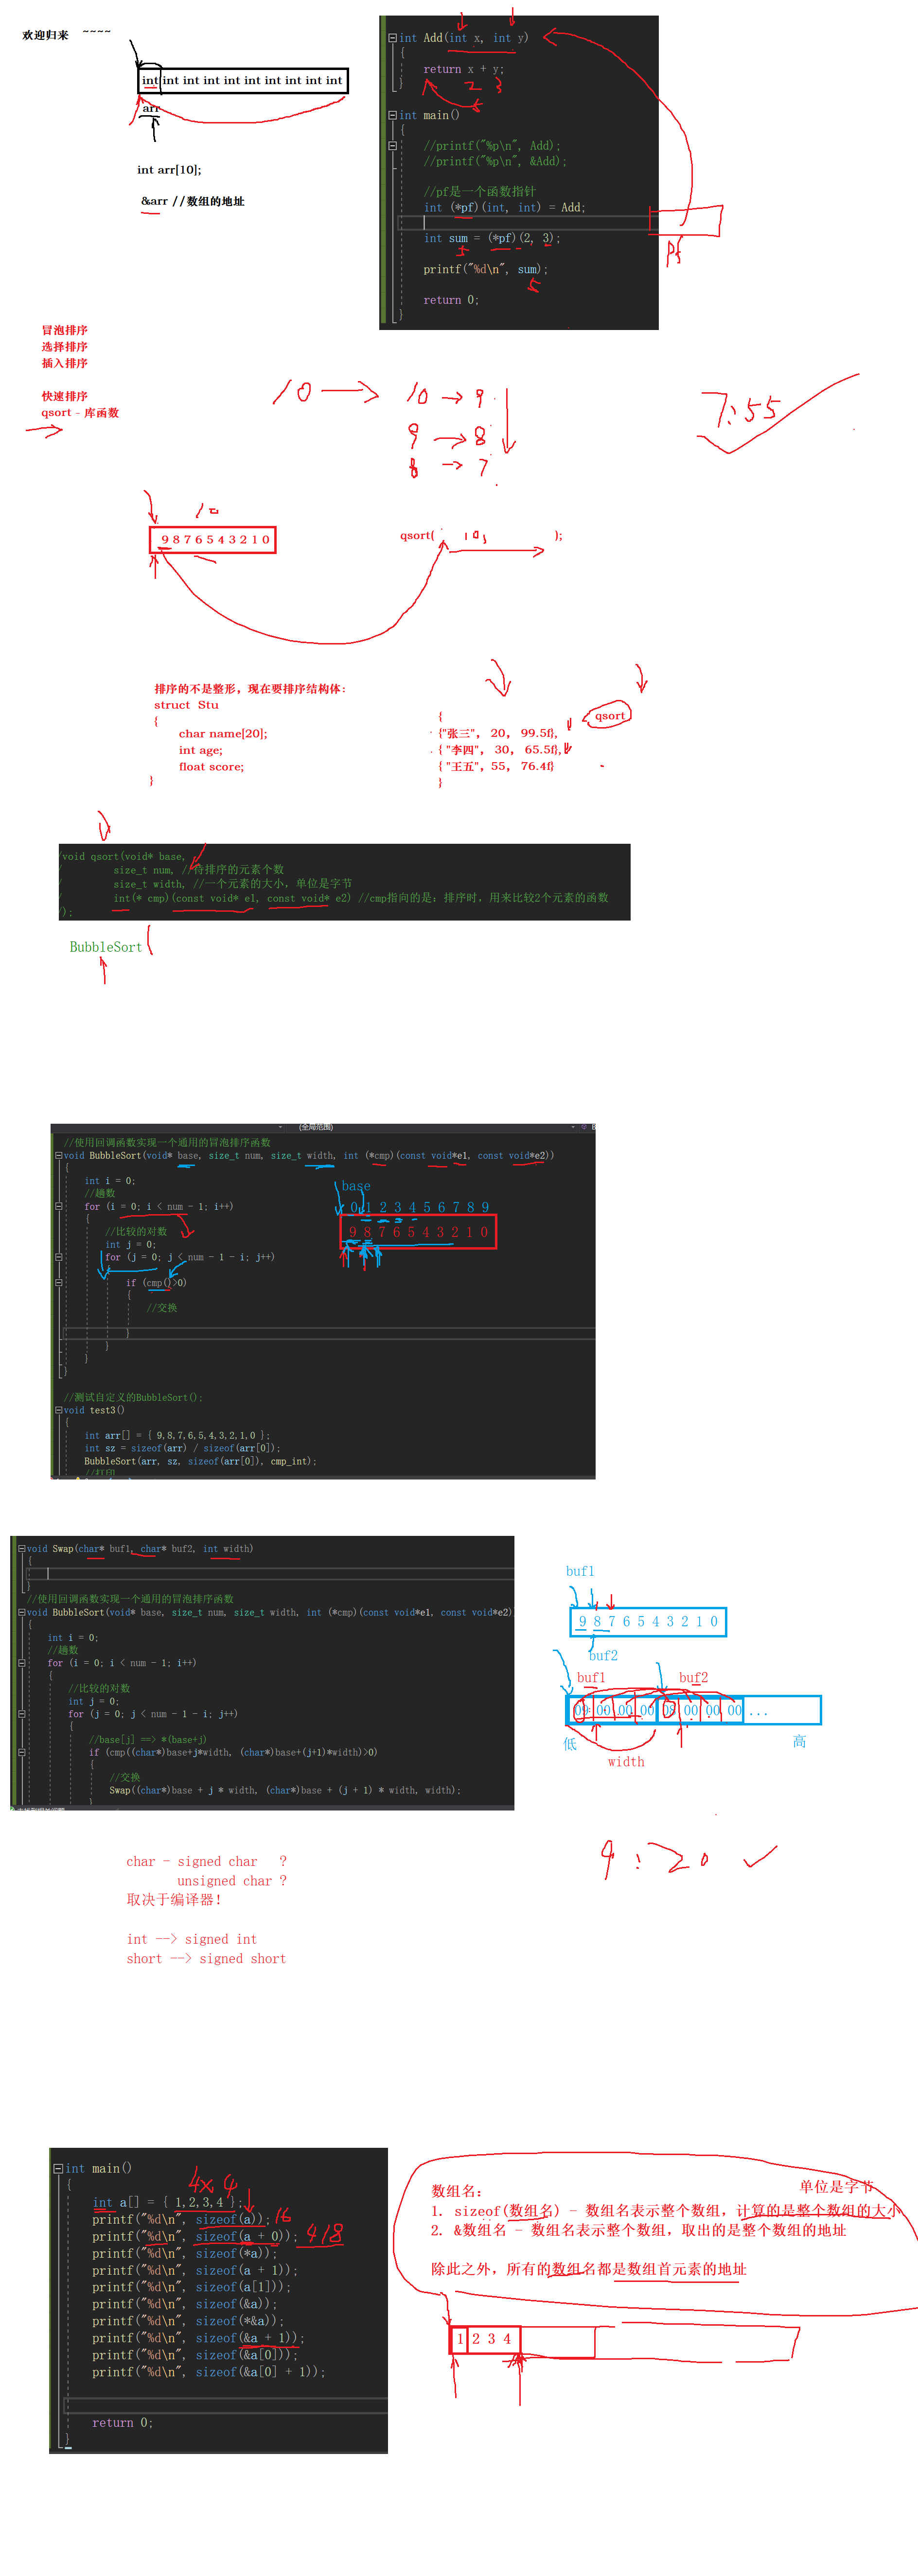 欢迎归来 ~~~~
int int int int int int int int int int
arr
int arr[10];
&arr //数组的地址
int Add(int x, int y)
{
return x + y;
}
2 3
5
int main()
{
//printf("%p\n", Add);
//printf("%p\n", &Add);
//pf是一个函数指针
int (*pf)(int, int) = Add;
int sum = (*pf)(2, 3);
5
printf("%d\n", sum);
5
return 0;
}
pf
冒泡排序
选择排序
插入排序
快速排序
qsort - 库函数
10 10 9
9 8
8 7
7:55
10
9 8 7 6 5 4 3 2 1 0
qsort( 10, );
排序的不是整形，现在要排序结构体：
struct Stu
{
char name[20];
int age;
float score;
}
{
{"张三", 20, 99.5f},
{ "李四", 30, 65.5f},
{ "王五", 55, 76.4f}
}
qsort
void qsort(void* base,
size_t num, //待排序的元素个数
size_t width, //一个元素的大小，单位是字节
int(* cmp)(const void* e1, const void* e2) //cmp指向的是：排序时，用来比较2个元素的函数
);
BubbleSort
(全局范围)
//使用回调函数实现一个通用的冒泡排序函数
void BubbleSort(void* base, size_t num, size_t width, int (*cmp)(const void*e1, const void*e2))
{
int i = 0;
//趟数
for (i = 0; i < num - 1; i++)
{
//比较的对数
int j = 0;
for (j = 0; j < num - 1 - i; j++)
{
if (cmp()>0)
{
//交换
}
}
}
}
base
0 1 2 3 4 5 6 7 8 9
9 8 7 6 5 4 3 2 1 0
//测试自定义的BubbleSort();
void test3()
{
int arr[] = { 9,8,7,6,5,4,3,2,1,0 };
int sz = sizeof(arr) / sizeof(arr[0]);
BubbleSort(arr, sz, sizeof(arr[0]), cmp_int);
//打印
void Swap(char* buf1, char* buf2, int width)
{
}
//使用回调函数实现一个通用的冒泡排序函数
void BubbleSort(void* base, size_t num, size_t width, int (*cmp)(const void*e1, const void*e2)
{
int i = 0;
//趟数
for (i = 0; i < num - 1; i++)
{
//比较的对数
int j = 0;
for (j = 0; j < num - 1 - i; j++)
{
//base[j] ==> *(base+j)
if (cmp((char*)base+j*width, (char*)base+(j+1)*width)>0)
{
//交换
Swap((char*)base + j * width, (char*)base + (j + 1) * width, width);
}
buf1
9 8 7 6 5 4 3 2 1 0
buf2
buf1 buf2
09 00 00 00 08 00 00 00 ...
低 高
width
char - signed char ?
unsigned char ?
取决于编译器！
int --> signed int
short --> signed short
9:20
int main()
{
4x4
int a[] = { 1,2,3,4 };
printf("%d\n", sizeof(a)); 16
printf("%d\n", sizeof(a + 0)); 4/8
printf("%d\n", sizeof(*a));
printf("%d\n", sizeof(a + 1));
printf("%d\n", sizeof(a[1]));
printf("%d\n", sizeof(&a));
printf("%d\n", sizeof(*&a));
printf("%d\n", sizeof(&a + 1));
printf("%d\n", sizeof(&a[0]));
printf("%d\n", sizeof(&a[0] + 1));
return 0;
}
单位是字节
数组名：
1. sizeof(数组名) - 数组名表示整个数组，计算的是整个数组的大小
2. &数组名 - 数组名表示整个数组，取出的是整个数组的地址
除此之外，所有的数组名都是数组首元素的地址
1 2 3 4